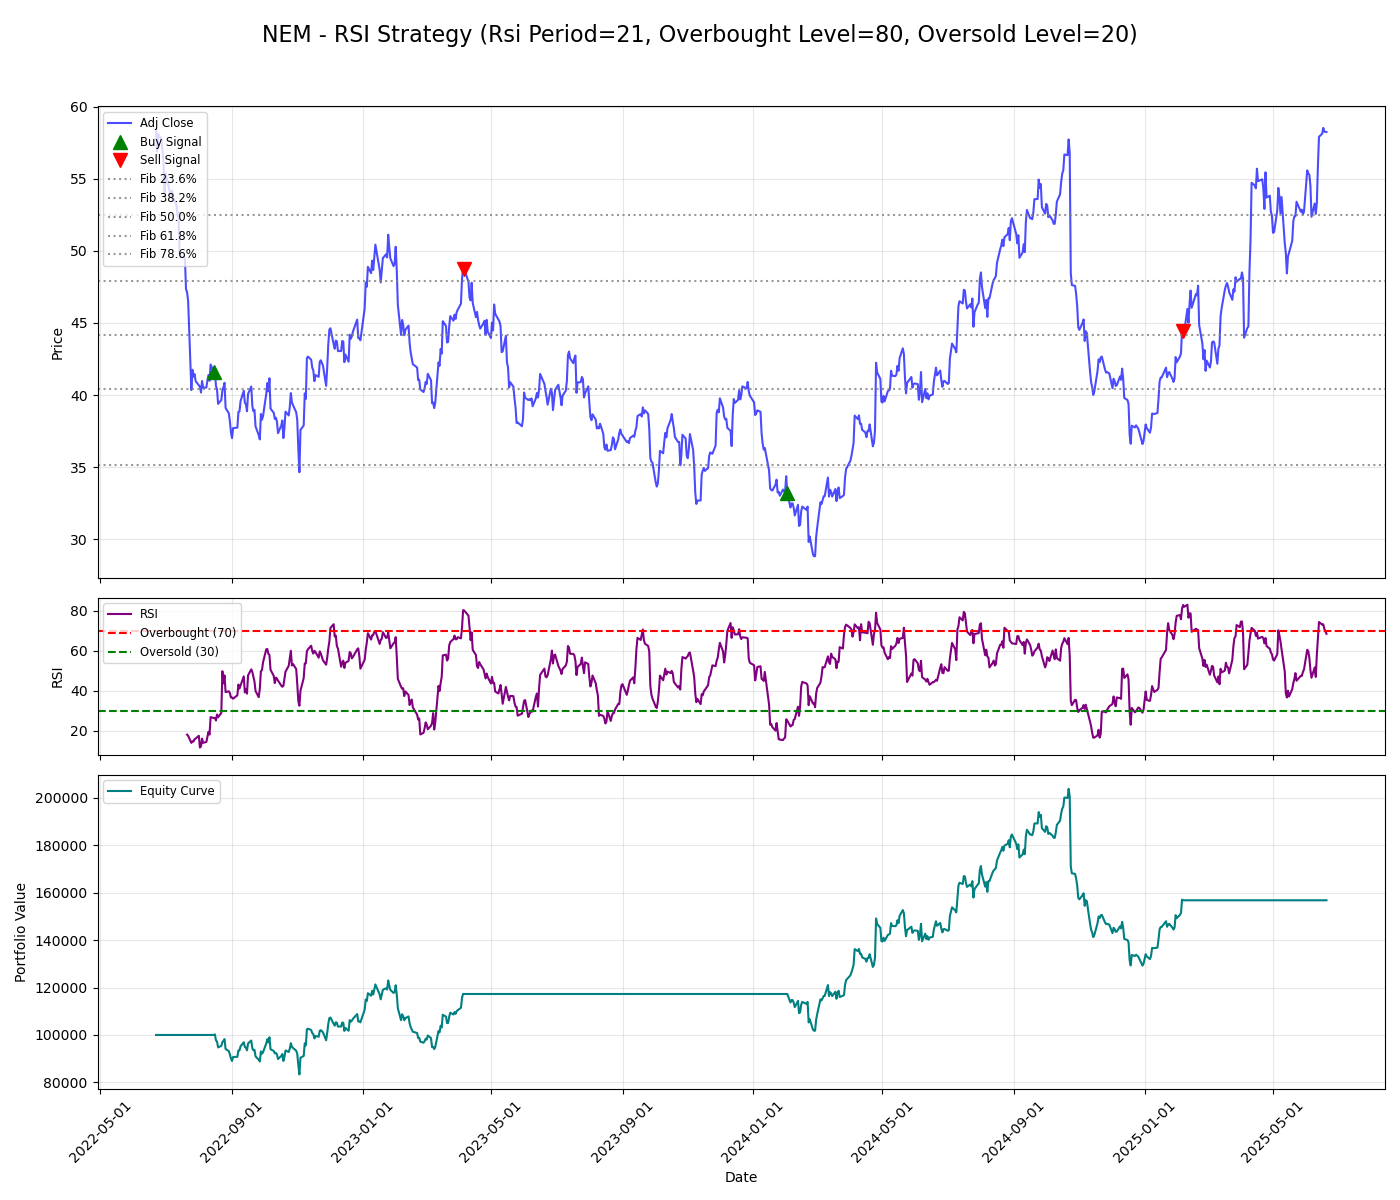 NEM - RSI Strategy (Rsi Period=21, Overbought Level=80, Oversold Level=20)
Adj Close
Buy Signal
Sell Signal
Fib 23.6%
Fib 38.2%
Fib 50.0%
Fib 61.8%
Fib 78.6%
60
55
50
45
40
35
30
Price
RSI
Overbought (70)
Oversold (30)
80
60
40
20
RSI
Equity Curve
200000
180000
160000
140000
120000
100000
80000
Portfolio Value
2022-05-01
2022-09-01
2023-01-01
2023-05-01
2023-09-01
2024-01-01
2024-05-01
2024-09-01
2025-01-01
2025-05-01
Date